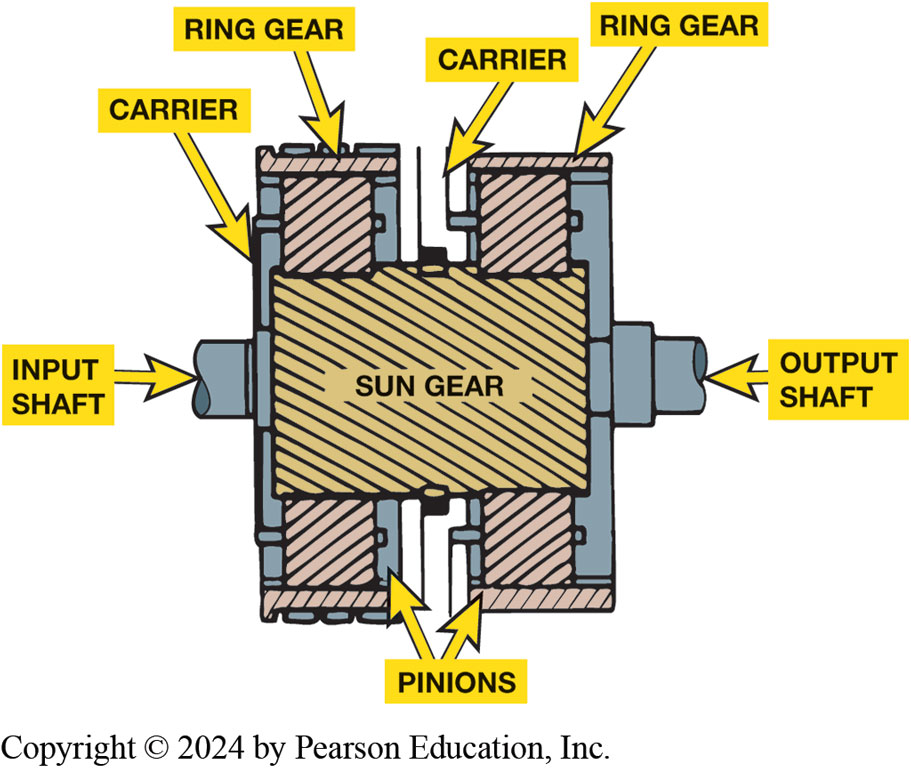 RING GEAR
RING GEAR
CARRIER
CARRIER
INPUT
SHAFT
SUN GEAR
OUTPUT
SHAFT
PINIONS
Copyright © 2024 by Pearson Education, Inc.